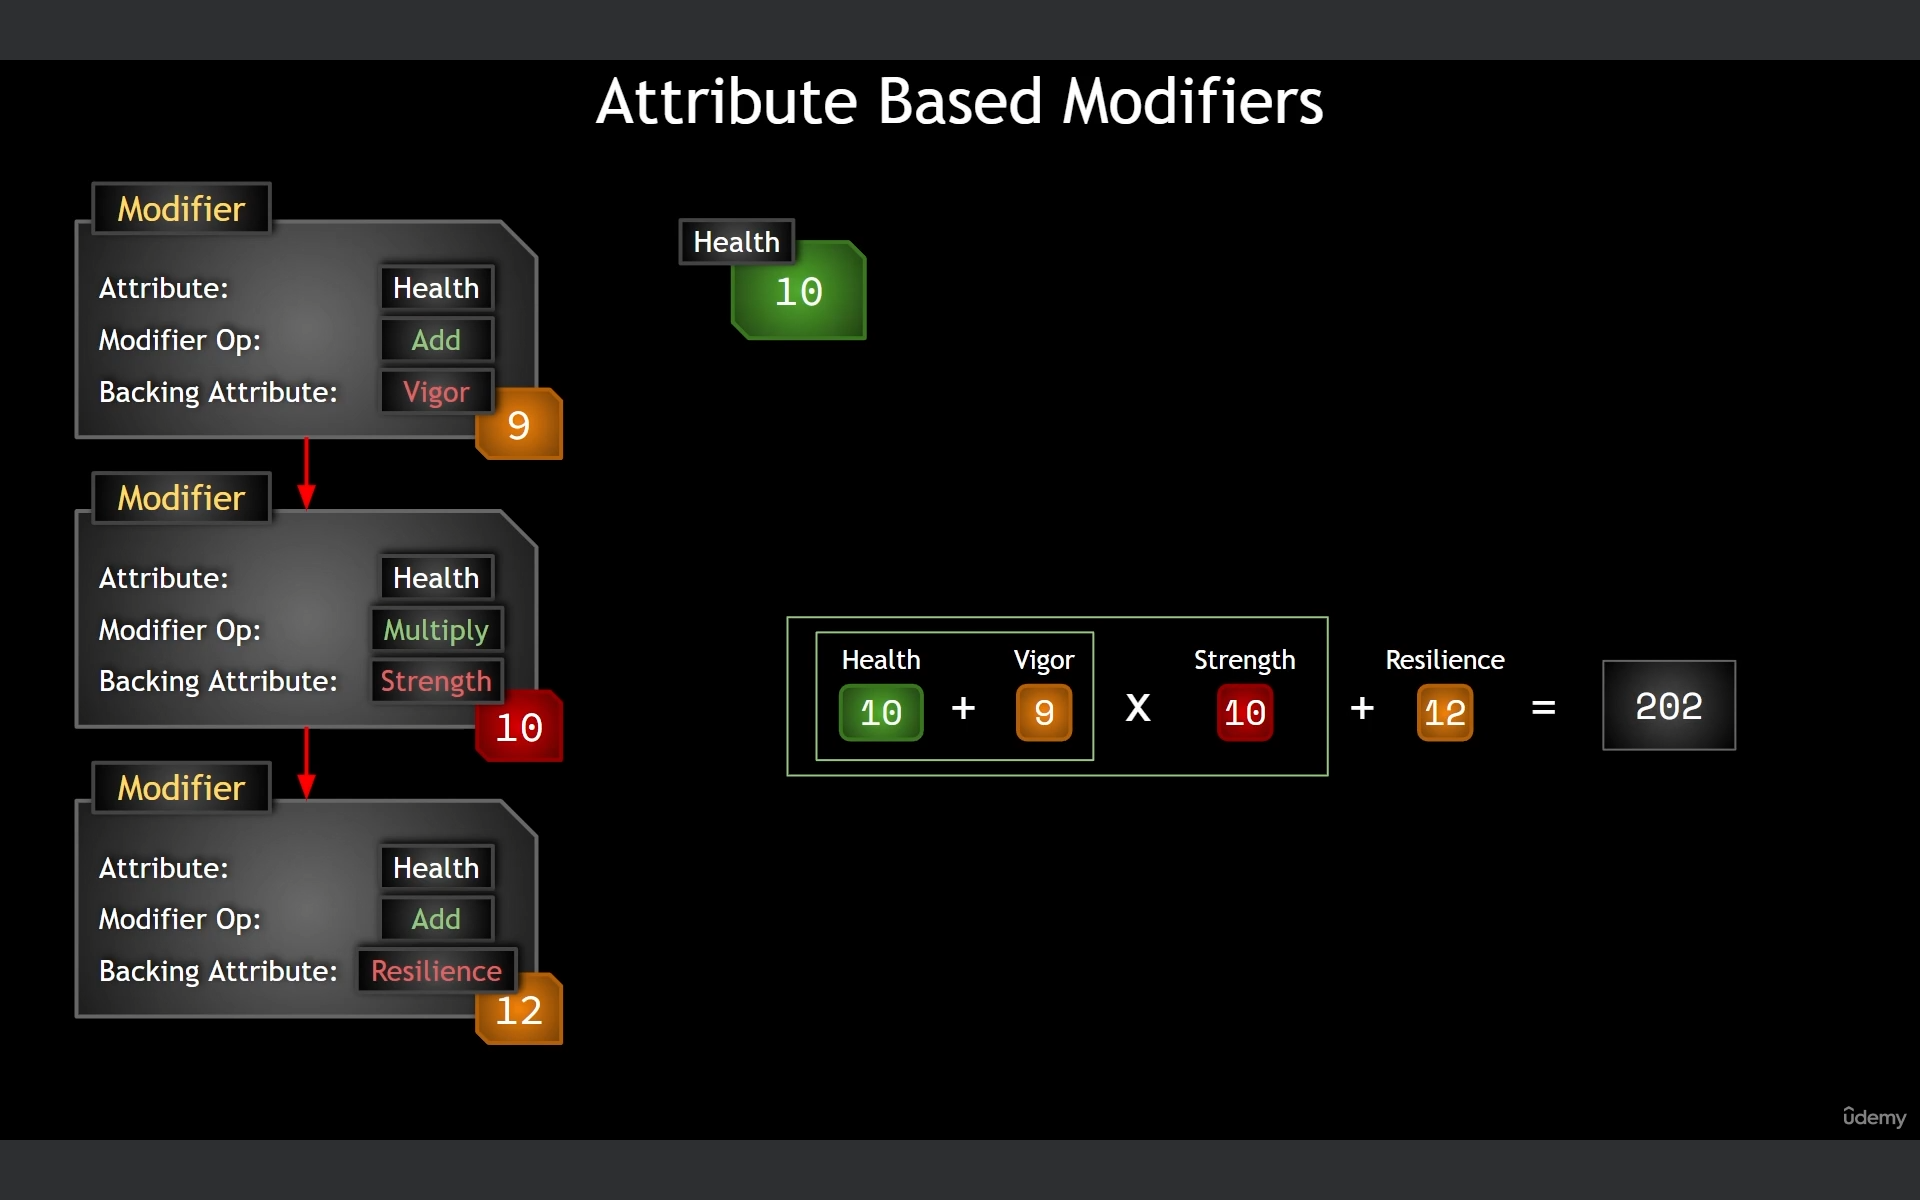 Attribute Based Modifiers
Modifier
Attribute: Health
Modifier Op: Add
Backing Attribute: Vigor
9
Modifier
Attribute: Health
Modifier Op: Multiply
Backing Attribute: Strength
10
Modifier
Attribute: Health
Modifier Op: Add
Backing Attribute: Resilience
12
Health
10
Health Vigor Strength Resilience
10 + 9 X 10 + 12 = 202
ûdemy